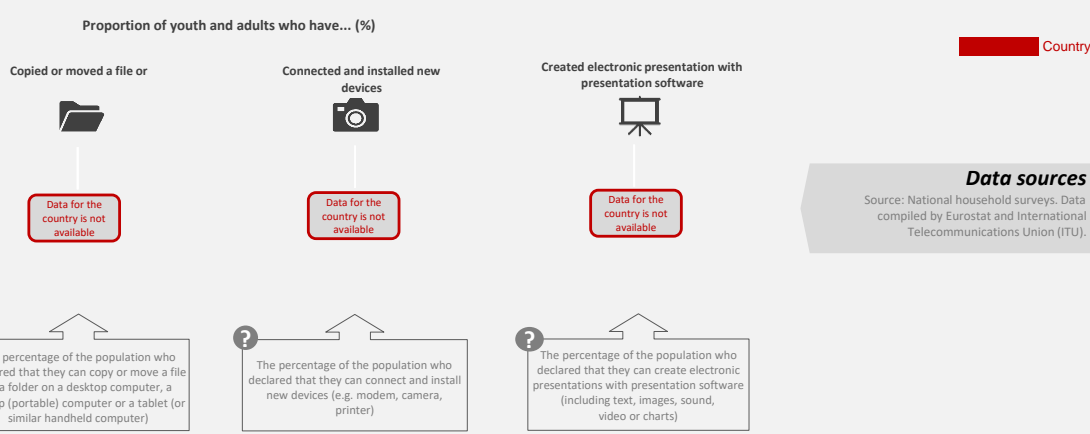 Proportion of youth and adults who have... (%)
Country
Copied or moved a file or
Connected and installed new
devices
Created electronic presentation with
presentation software
Data for the
country is not
available
Data for the
country is not
available
Data for the
country is not
available
Data sources
Source: National household surveys. Data
compiled by Eurostat and International
Telecommunications Union (ITU).
percentage of the population who
red that they can copy or move a file
a folder on a desktop computer, a
p (portable) computer or a tablet (or
similar handheld computer)
?
The percentage of the population who
declared that they can connect and install
new devices (e.g. modem, camera,
printer)
?
The percentage of the population who
declared that they can create electronic
presentations with presentation software
(including text, images, sound,
video or charts)